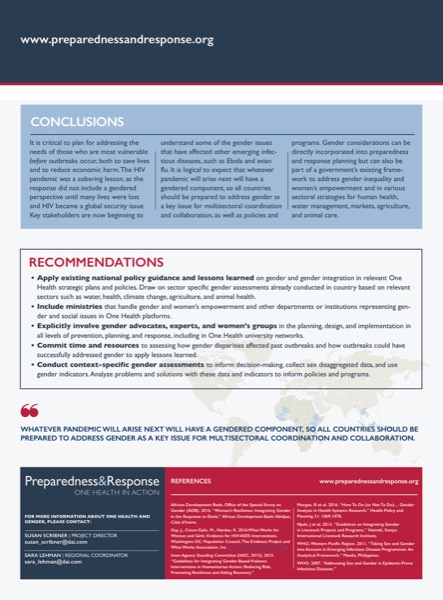 www.preparednessandresponse.org
CONCLUSIONS
It is critical to plan for addressing the
needs of those who are most vulnerable
before outbreaks occur, both to save lives
and to reduce economic harm. The HIV
pandemic was a sobering lesson, as the
response did not include a gendered
perspective until many lives were lost
and HIV became a global security issue.
Key stakeholders are now beginning to
understand some of the gender issues
that have affected other emerging infec-
tious diseases, such as Ebola and avian
flu. It is logical to expect that whatever
pandemic will arise next will have a
gendered component, so all countries
should be prepared to address gender as
a key issue for multisectoral coordination
and collaboration, as well as policies and
programs. Gender considerations can be
directly incorporated into preparedness
and response planning but can also be
part of a government's existing frame-
work to address gender inequality and
women's empowerment and in various
sectoral strategies for human health,
water management, markets, agriculture,
and animal care.
RECOMMENDATIONS
• Apply existing national policy guidance and lessons learned on gender and gender integration in relevant One
Health strategic plans and policies. Draw on sector specific gender assessments already conducted in country based on relevant
sectors such as water, health, climate change, agriculture, and animal health.
• Include ministries that handle gender and women's empowerment and other departments or institutions representing gen-
der and social issues in One Health platforms.
• Explicitly involve gender advocates, experts, and women's groups in the planning, design, and implementation in
all levels of prevention, planning, and response, including in One Health university networks.
• Commit time and resources to assessing how gender disparities affected past outbreaks and how outbreaks could have
successfully addressed gender to apply lessons learned.
• Conduct context-specific gender assessments to inform decision-making, collect sex disaggregated data, and use
gender indicators. Analyze problems and solutions with these data and indicators to inform policies and programs.
“
WHATEVER PANDEMIC WILL ARISE NEXT WILL HAVE A GENDERED COMPONENT, SO ALL COUNTRIES SHOULD BE
PREPARED TO ADDRESS GENDER AS A KEY ISSUE FOR MULTISECTORAL COORDINATION AND COLLABORATION.
Preparedness&Response
ONE HEALTH IN ACTION
FOR MORE INFORMATION ABOUT ONE HEALTH AND
GENDER, PLEASE CONTACT:
SUSAN SCRIBNER | PROJECT DIRECTOR
susan_scribner@dai.com
SARA LEHMAN | REGIONAL COORDINATOR
sara_lehman@dai.com
REFERENCES
www.preparednessandresponse.org
African Development Bank, Office of the Special Envoy on
Gender (ADB). 2016. "Women's Resilience: Integrating Gender
in the Response to Ebola." African Development Bank, Abidjan,
Côte d'Ivoire.
Gay, J., Croce-Galis, M., Hardee, K. 2016. What Works for
Women and Girls: Evidence for HIV/AIDS Interventions.
Washington DC: Population Council, The Evidence Project and
What Works Association, Inc.
Inter-Agency Standing Committee (IASC, 2015). 2015.
"Guidelines for Integrating Gender-Based Violence
Interventions in Humanitarian Action: Reducing Risk,
Promoting Resilience and Aiding Recovery."
Morgan, R. et al. 2016. "How To Do (or Not To Do)... Gender
Analysis in Health Systems Research." Health Policy and
Planning 31: 1069-1078.
Njuki, J et al. 2013. "Guidelines on Integrating Gender
in Livestock Projects and Programs." Nairobi, Kenya:
International Livestock Research Institute.
WHO, Western Pacific Region. 2011. "Taking Sex and Gender
into Account in Emerging Infectious Disease Programmes: An
Analytical Framework." Manila, Philippines.
WHO. 2007. "Addressing Sex and Gender in Epidemic-Prone
Infectious Diseases."